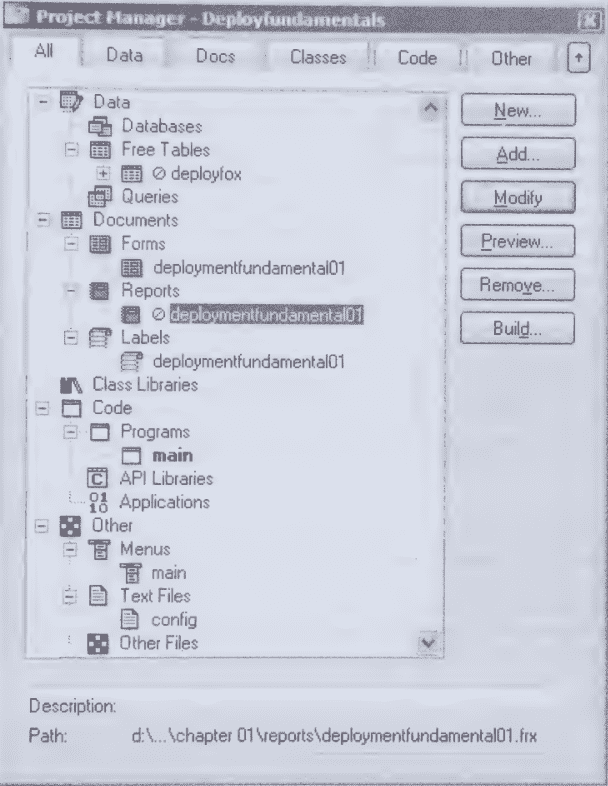 Project Manager - Deployfundamentals
All Data Docs Classes Code Other
Data
Databases
Free Tables
deployfox
Queries
Documents
Forms
deploymentfundamental01
Reports
deploymentfundamental01
Labels
deploymentfundamental01
Class Libraries
Code
Programs
main
API Libraries
Applications
Other
Menus
main
Text Files
config
Other Files
New...
Add...
Modify
Preview...
Remove...
Build...
Description:
Path: d:\...\chapter 01\reports\deploymentfundamental01.frx